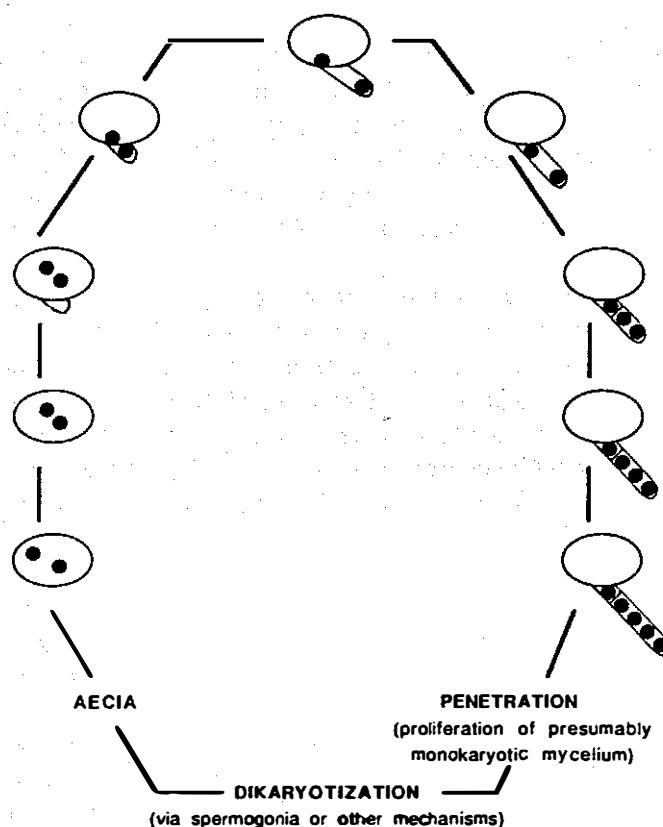 AECIA
PENETRATION
(proliferation of presumably
monokaryotic mycelium)
DIKARYOTIZATION
(via spermogonia or other mechanisms)